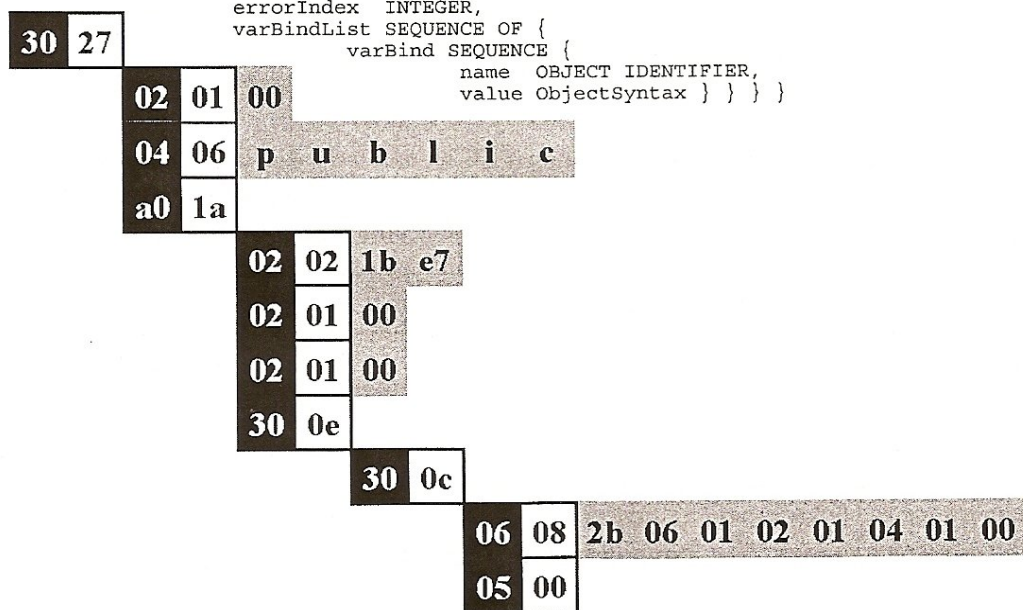 errorIndex INTEGER,
varBindList SEQUENCE OF {
varBind SEQUENCE {
name OBJECT IDENTIFIER,
value ObjectSyntax } } } }
30 27
02 01 00
04 06 p u b l i c
a0 1a
02 02 1b e7
02 01 00
02 01 00
30 0e
30 0c
06 08 2b 06 01 02 01 04 01 00
05 00